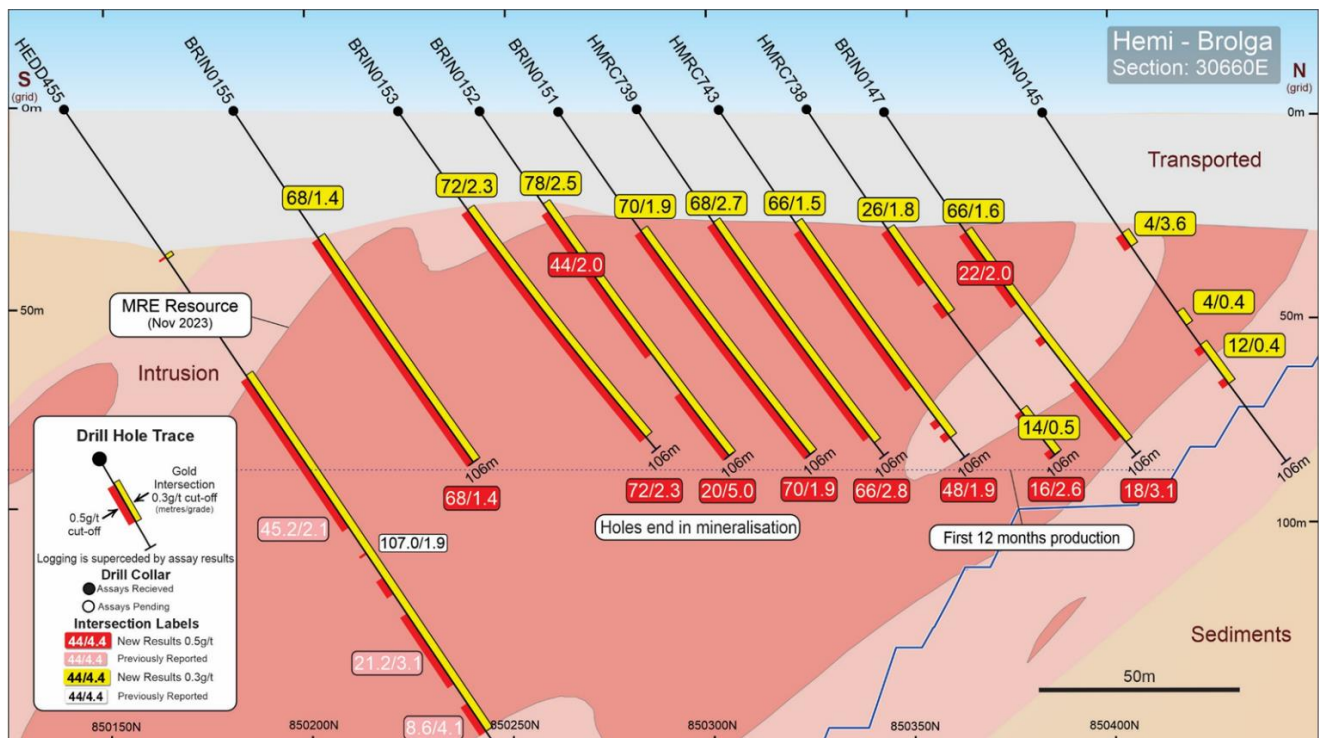 Hemi - Brolga
Section: 30660E
S
(grid)
N
(grid)
HEDD455
BRIN0155
BRIN0153
BRIN0152
BRIN0151
HMRC739
HMRC743
HMRC738
BRIN0147
BRIN0145
0m
0m
Transported
68/1.4
72/2.3
78/2.5
70/1.9
68/2.7
66/1.5
26/1.8
66/1.6
4/3.6
44/2.0
22/2.0
MRE Resource
(Nov 2023)
50m
50m
4/0.4
12/0.4
Intrusion
14/0.5
106m
106m
106m
106m
106m
106m
106m
106m
106m
68/1.4
72/2.3
20/5.0
70/1.9
66/2.8
48/1.9
16/2.6
18/3.1
Holes end in mineralisation
First 12 months production
100m
45.2/2.1
107.0/1.9
21.2/3.1
8.6/4.1
Sediments
50m
Drill Hole Trace
Gold
Intersection
0.3g/t cut-off
(metres/grade)
0.5g/t
cut-off
Logging is superceded by assay results
Drill Collar
Assays Recieved
Assays Pending
Intersection Labels
44/4.4 New Results 0.5g/t
44/4.4 Previously Reported
44/4.4 New Results 0.3g/t
44/4.4 Previously Reported
850150N
850200N
850250N
850300N
850350N
850400N